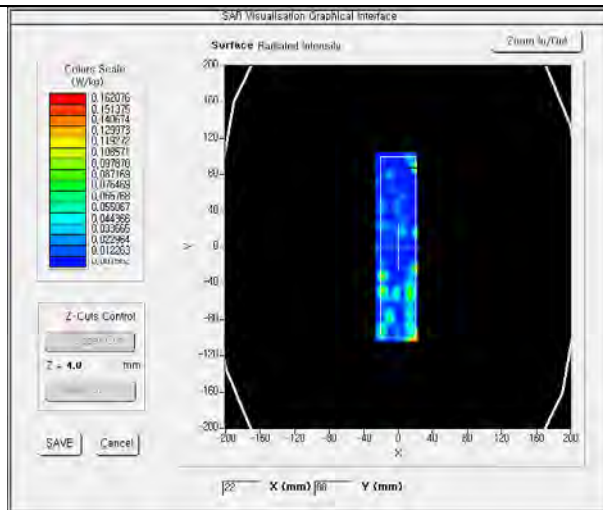 SAR Visualisation Graphical Interface
Surface Radiated Intensity
Zoom In/Out
Colors Scale
(W/kg)
0.162076
0.151375
0.140674
0.129973
0.119272
0.108571
0.097870
0.087169
0.076469
0.065768
0.055067
0.044366
0.033665
0.022964
0.012263
Z-Cuts Control
Z = 4.0 mm
SAVE
Cancel
200
160
120
80
40
0
-40
-80
-120
-160
-200
Y
-200 -160 -120 -80 -40 0 40 80 120 160 200
X
22 X (mm) 88 Y (mm)